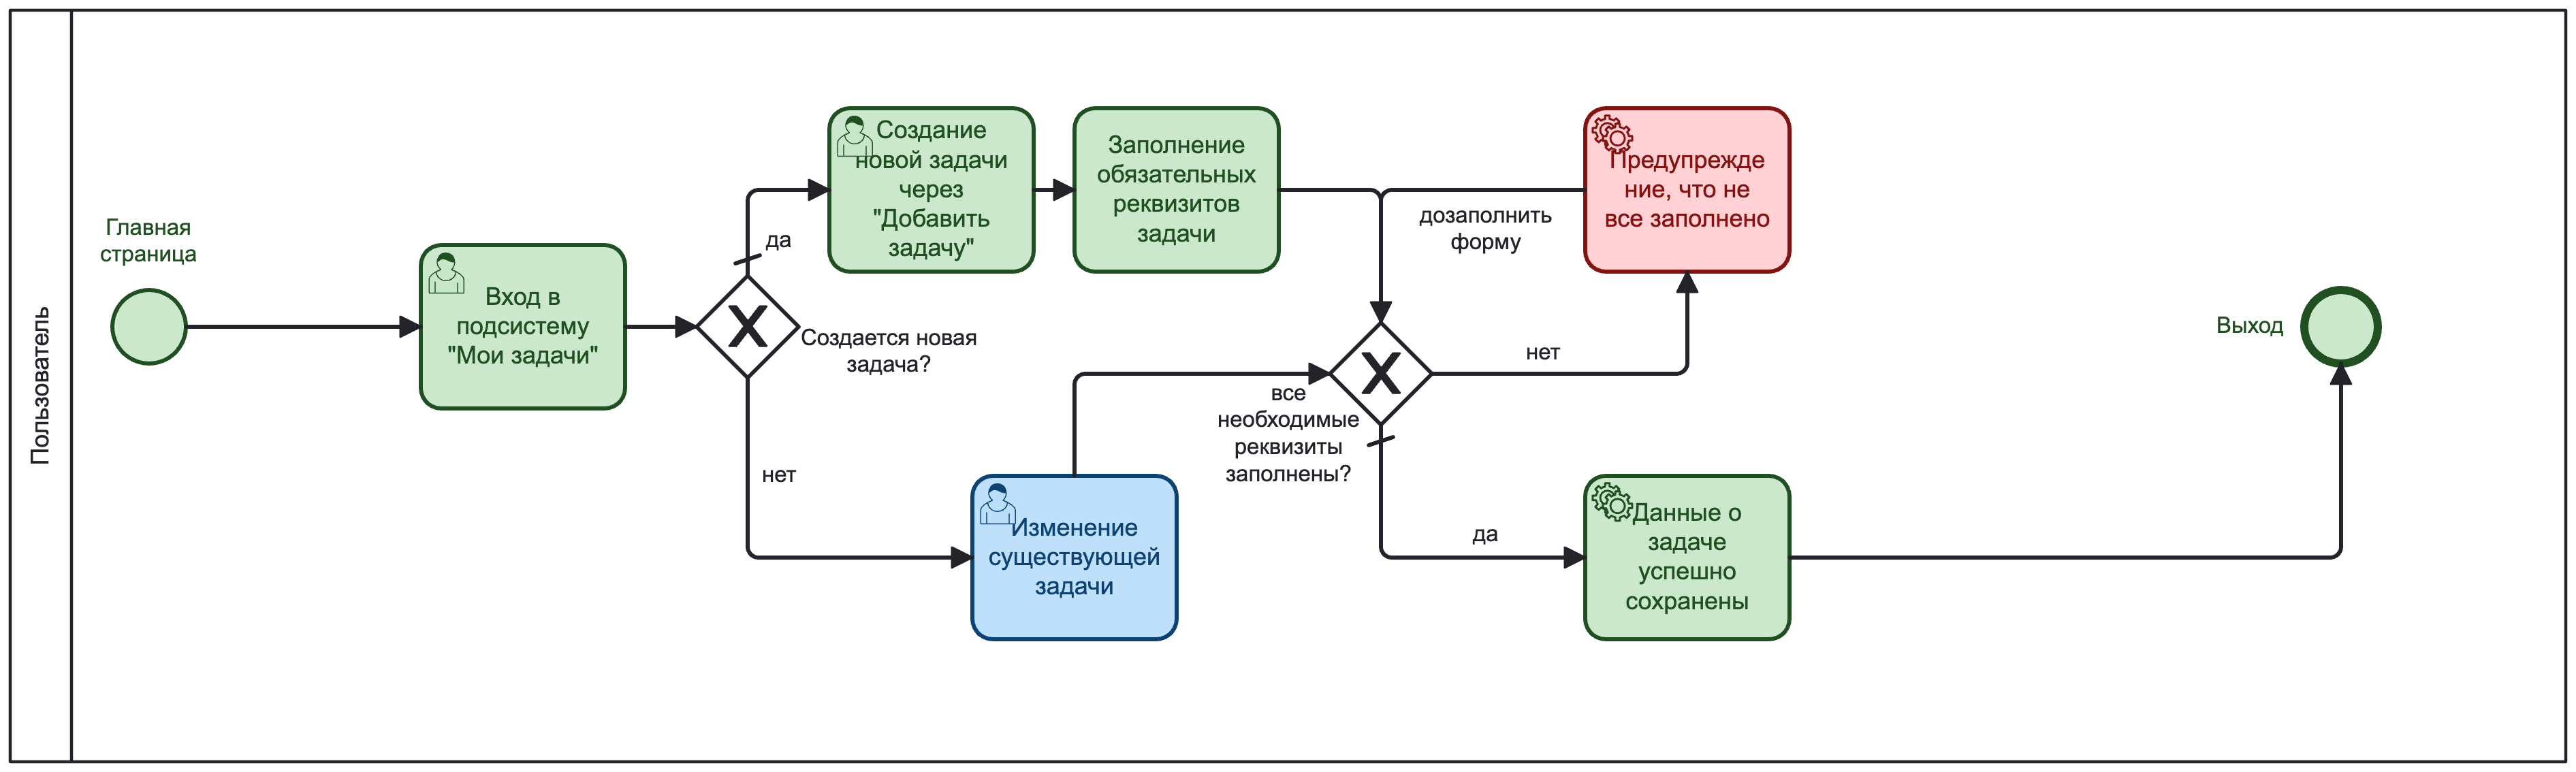 Пользователь
Главная
страница
Вход в
подсистему
"Мои задачи"
да
Создается новая
задача?
нет
Создание
новой задачи
через
"Добавить
задачу"
Заполнение
обязательных
реквизитов
задачи
Изменение
существующей
задачи
все
необходимые
реквизиты
заполнены?
дозаполнить
форму
нет
Предупрежде
ние, что не
все заполнено
да
Данные о
задаче
успешно
сохранены
Выход